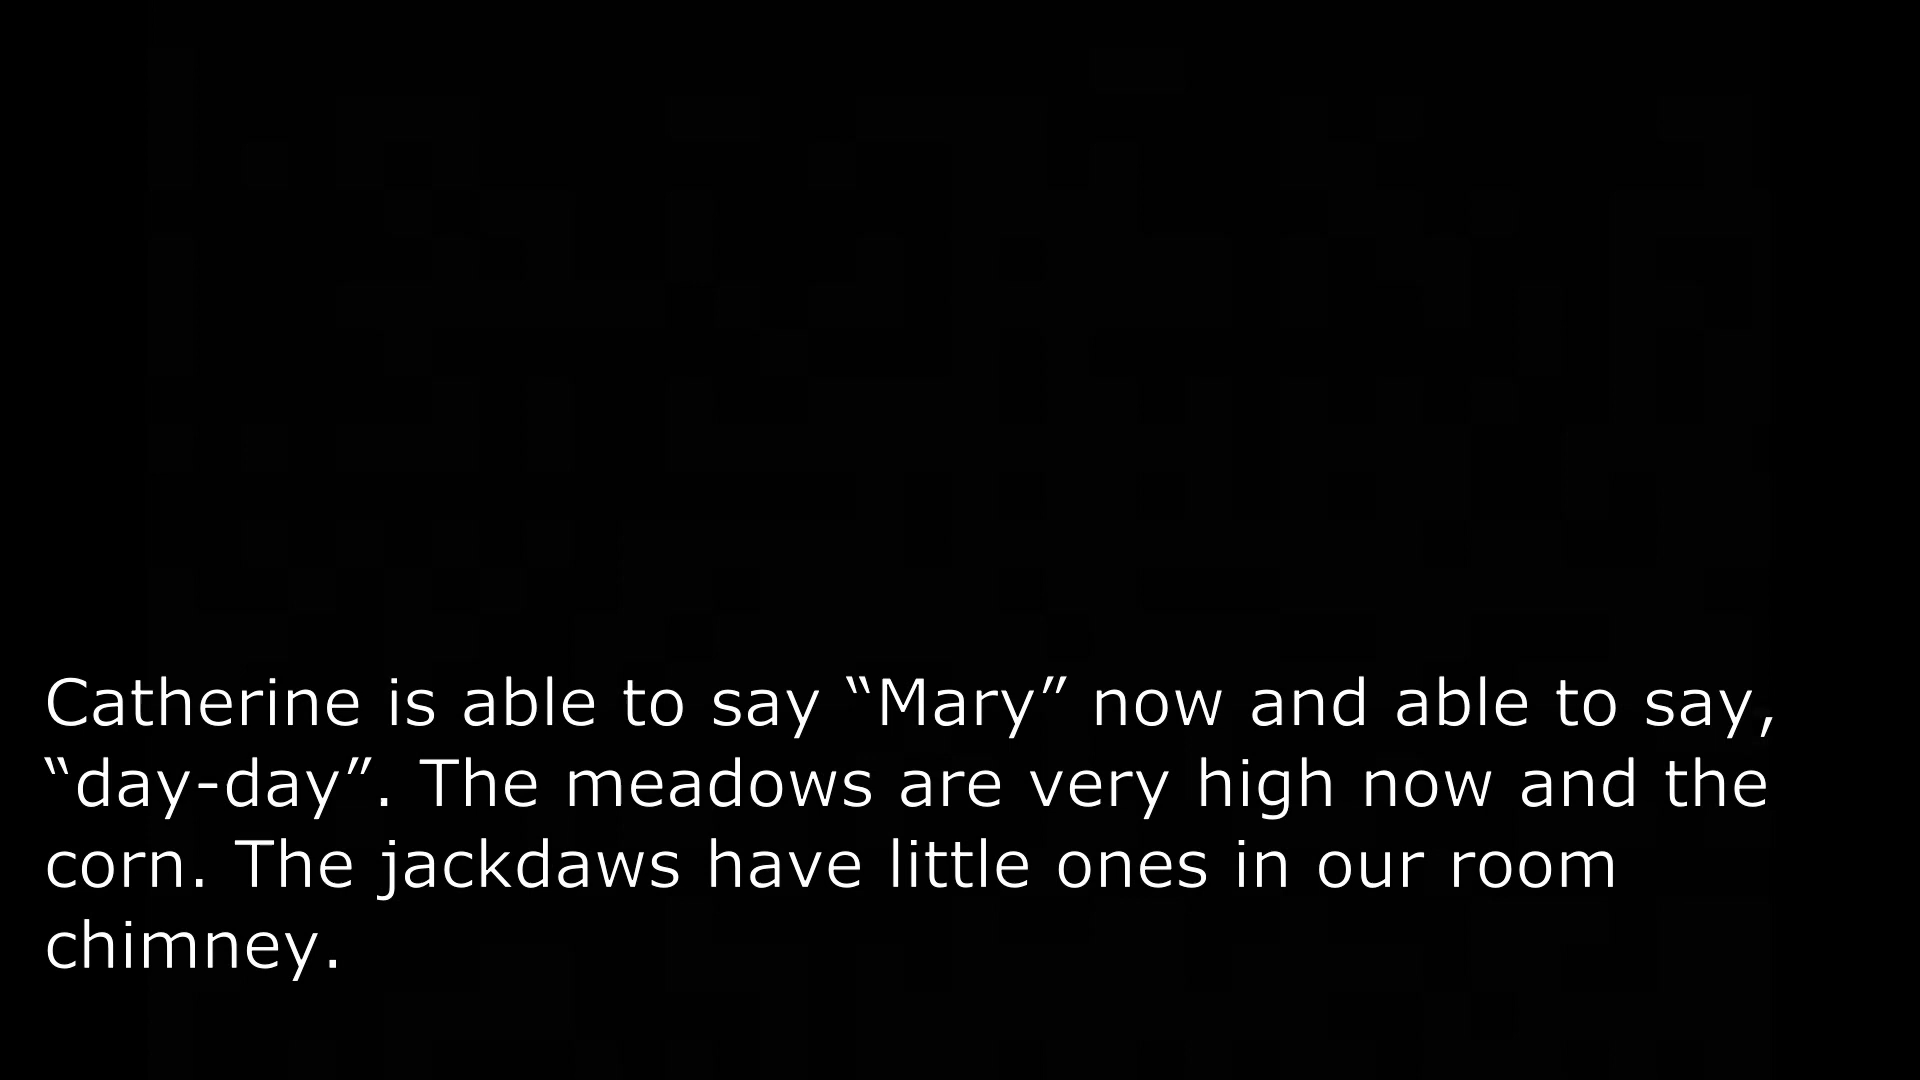 Catherine is able to say “Mary” now and able to say,
“day-day”. The meadows are very high now and the
corn. The jackdaws have little ones in our room
chimney.